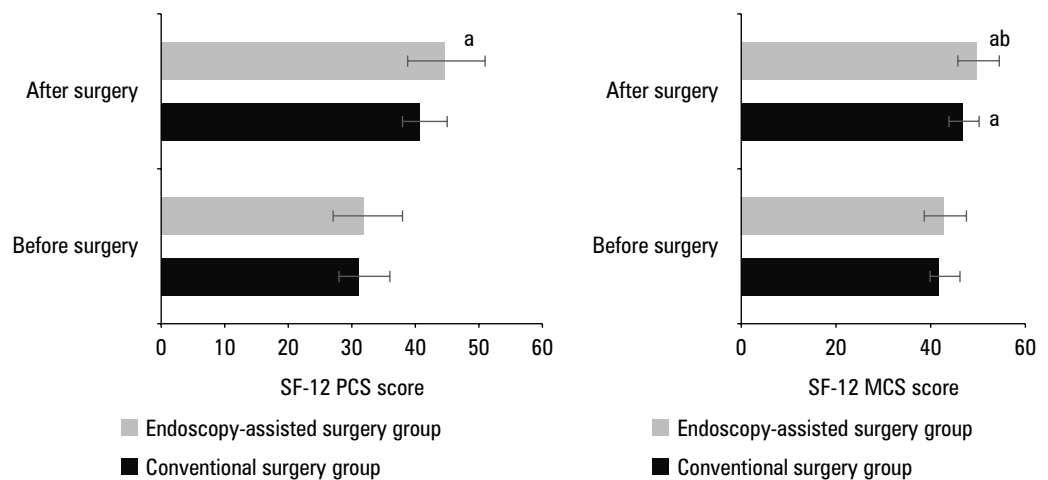 a
After surgery
Before surgery
0 10 20 30 40 50 60
SF-12 PCS score
Endoscopy-assisted surgery group
Conventional surgery group
ab
After surgery
a
Before surgery
0 20 40 60
SF-12 MCS score
Endoscopy-assisted surgery group
Conventional surgery group